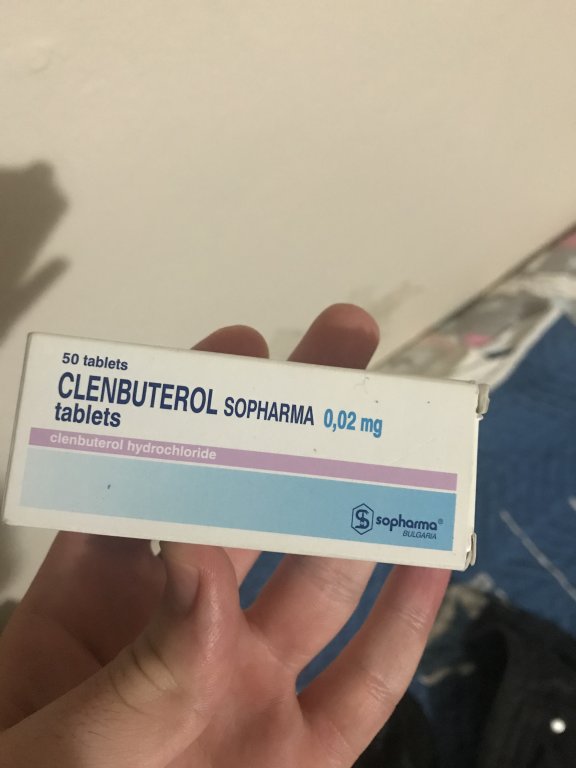 50 tablets
CLENBUTEROL SOPHARMA 0,02 mg
tablets
clenbuterol hydrochloride
sopharma®
BULGARIA